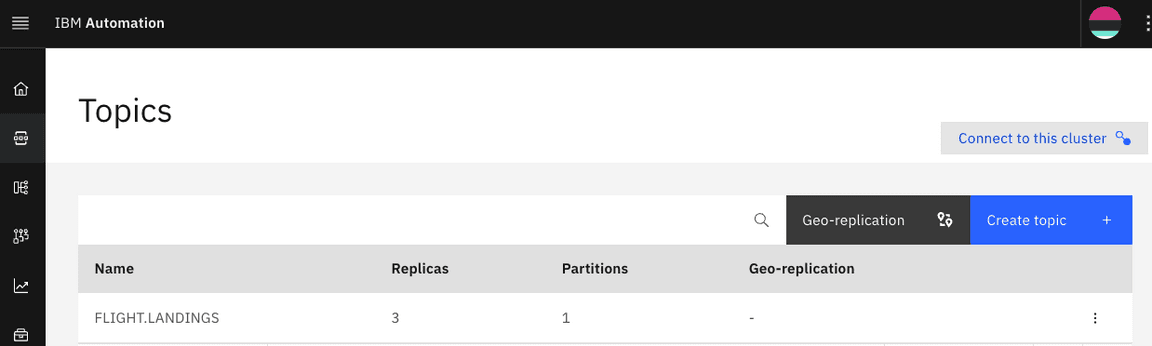 IBM Automation
Topics
Connect to this cluster
Geo-replication Create topic +
Name Replicas Partitions Geo-replication
FLIGHT.LANDINGS 3 1 -